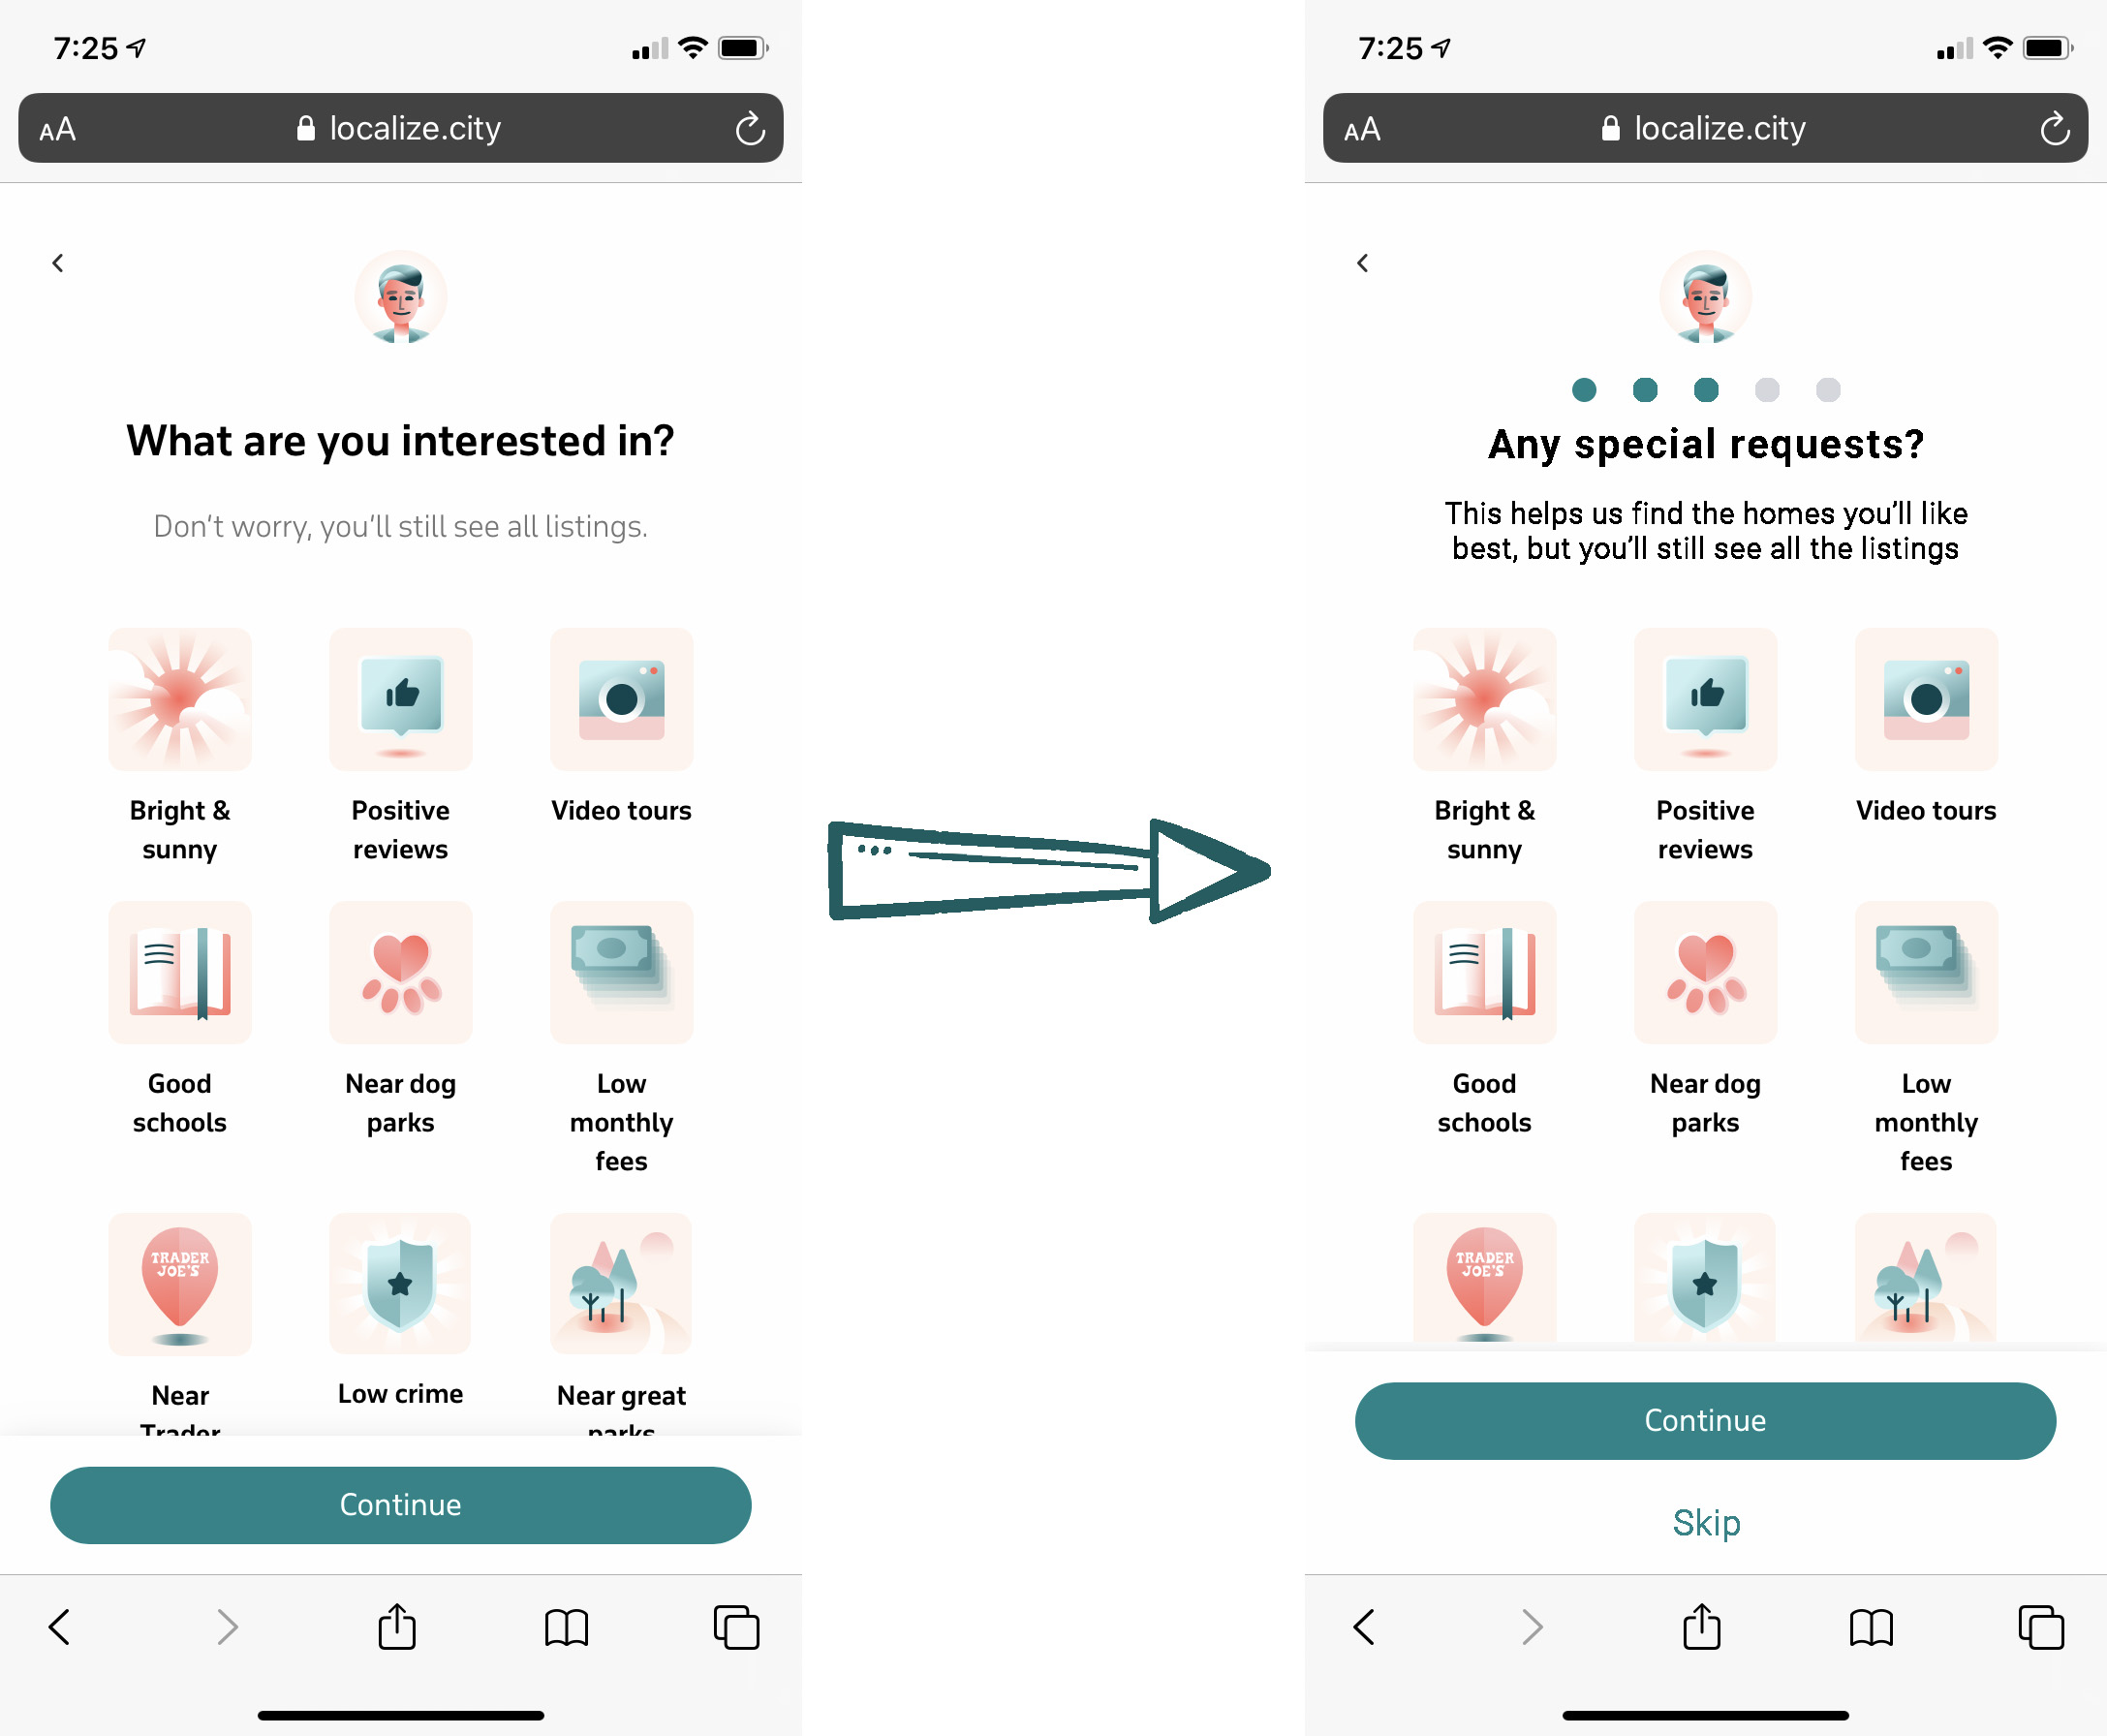 7:25
AA localize.city
What are you interested in?
Don't worry, you'll still see all listings.
Bright &
sunny
Positive
reviews
Video tours
Good
schools
Near dog
parks
Low
monthly
fees
TRADER
JOE'S
Near
Trader
Low crime
Near great
parks
Continue
7:25
AA localize.city
Any special requests?
This helps us find the homes you'll like
best, but you'll still see all the listings
Bright &
sunny
Positive
reviews
Video tours
Good
schools
Near dog
parks
Low
monthly
fees
TRADER
JOE'S
Continue
Skip